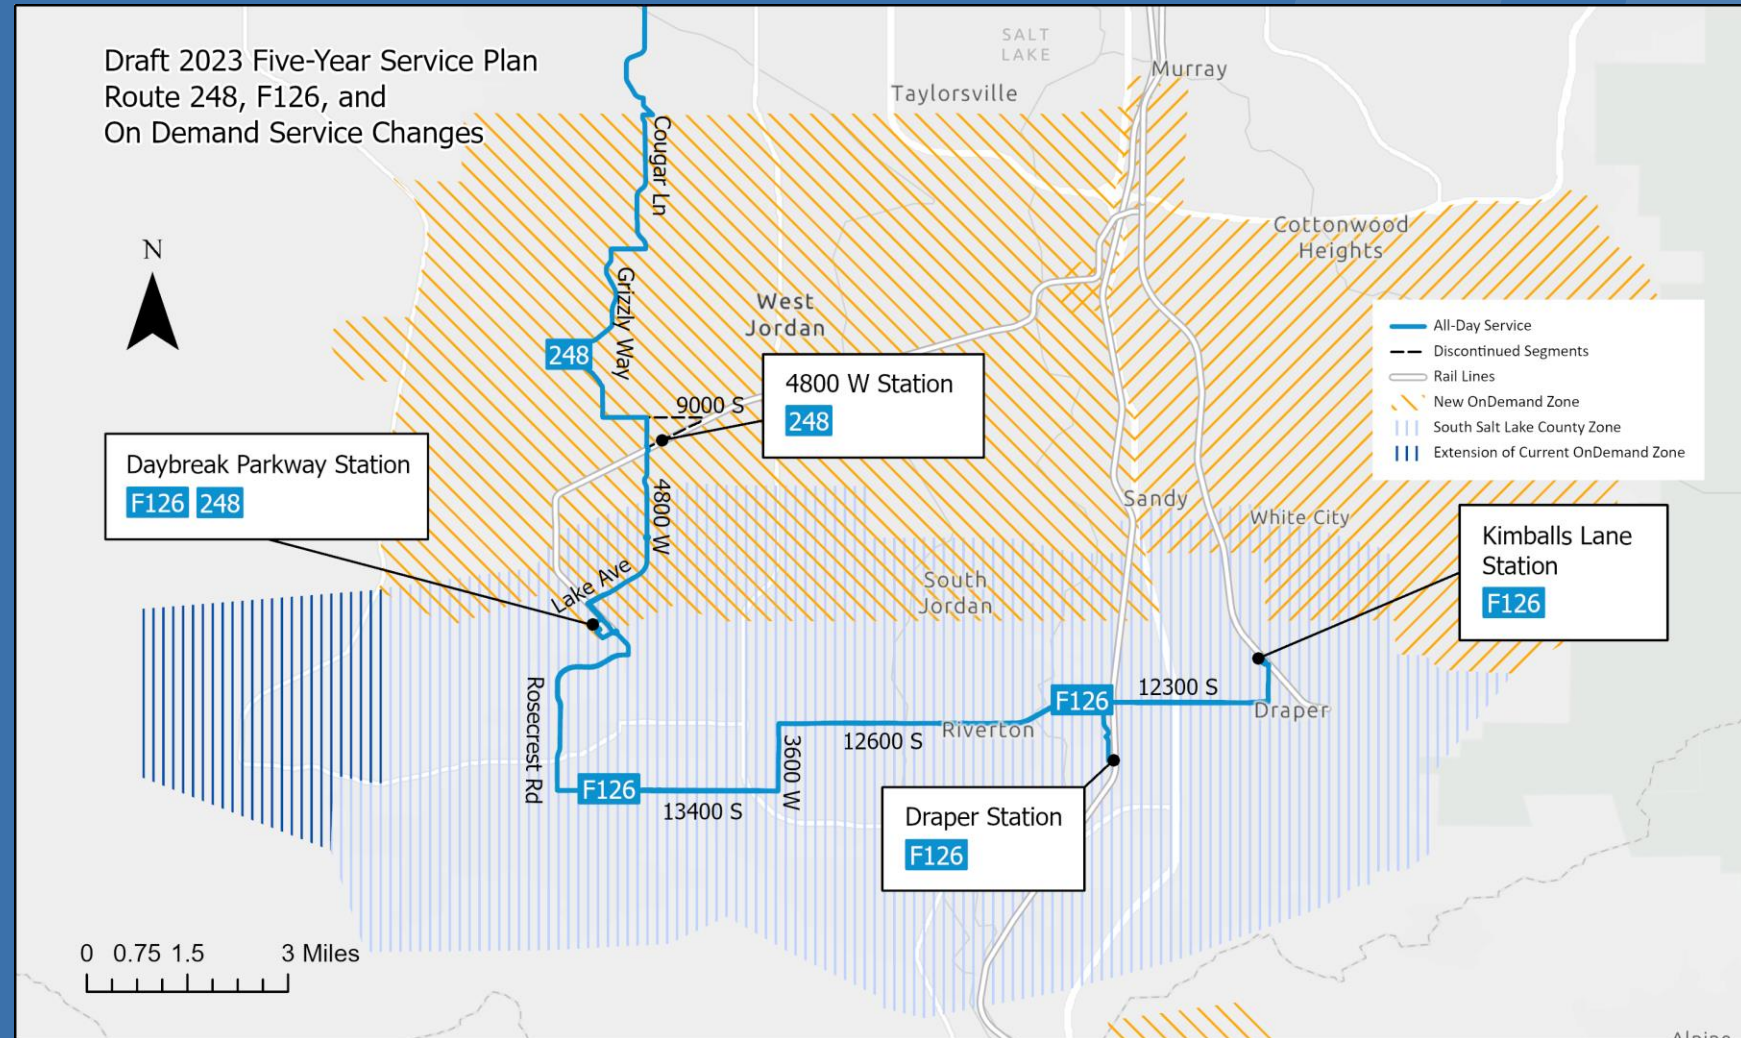 Draft 2023 Five-Year Service Plan
Route 248, F126, and
On Demand Service Changes
SALT
LAKE
Murray
Taylorsville
Cougar Ln
Cottonwood
Heights
N
Grizzly Way
West
Jordan
248
All-Day Service
Discontinued Segments
Rail Lines
New OnDemand Zone
South Salt Lake County Zone
Extension of Current OnDemand Zone
4800 W Station
248
9000 S
Daybreak Parkway Station
F126 248
4800 W
Sandy
White City
Kimballs Lane
Station
F126
Lake Ave
South
Jordan
Rosecrest Rd
F126
12300 S
Draper
12600 S
Riverton
3600 W
F126
13400 S
Draper Station
F126
0 0.75 1.5 3 Miles